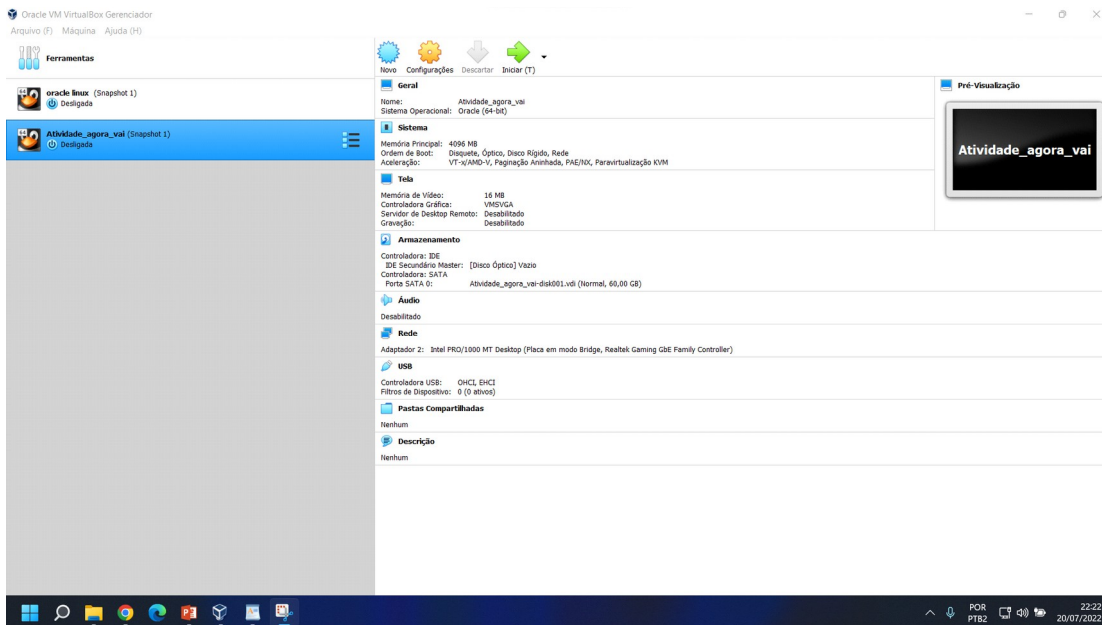 Oracle VM VirtualBox Gerenciador
Arquivo (F) Máquina Ajuda (H)
Ferramentas
oracle linux (Snapshot 1)
Desligada
Atividade_agora_vai (Snapshot 1)
Desligada
Novo Configurações Descartar Iniciar (T)
Geral
Nome: Atividade_agora_vai
Sistema Operacional: Oracle (64-bit)
Sistema
Memória Principal: 4096 MB
Ordem de Boot: Disquete, Óptico, Disco Rígido, Rede
Aceleração: VT-x/AMD-V, Paginação Aninhada, PAE/NX, Paravirtualização KVM
Tela
Memória de Vídeo: 16 MB
Controladora Gráfica: VMSVGA
Servidor de Desktop Remoto: Desabilitado
Gravação: Desabilitado
Armazenamento
Controladora: IDE
IDE Secundário Master: [Disco Óptico] Vazio
Controladora: SATA
Porta SATA 0: Atividade_agora_vai-disk001.vdi (Normal, 60,00 GB)
Áudio
Desabilitado
Rede
Adaptador 2: Intel PRO/1000 MT Desktop (Placa em modo Bridge, Realtek Gaming GbE Family Controller)
USB
Controladora USB: OHCI, EHCI
Filtros de Dispositivo: 0 (0 ativos)
Pastas Compartilhadas
Nenhum
Descrição
Nenhum
Pré-Visualização
Atividade_agora_vai
POR
PTB2
22:22
20/07/2022